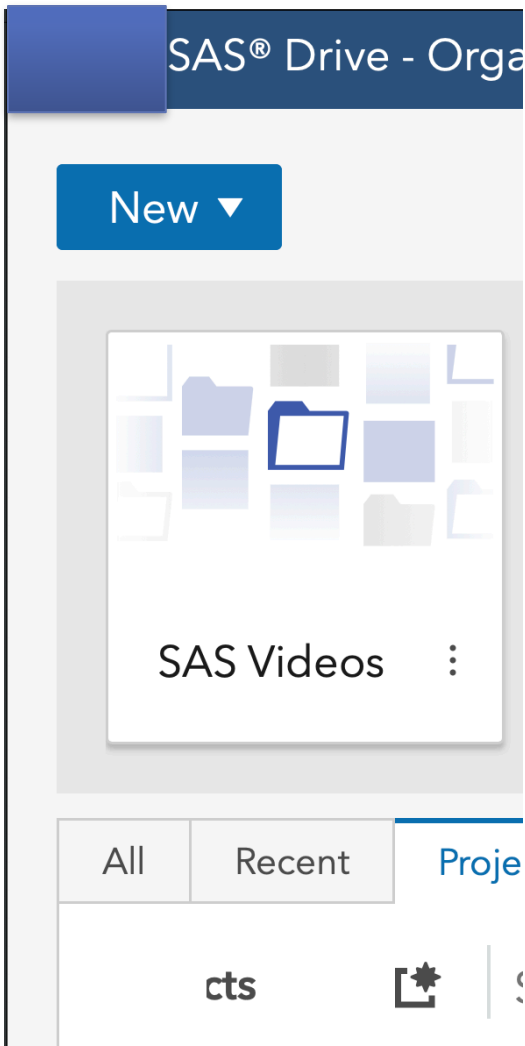 SAS® Drive - Orga
New
SAS Videos
All
Recent
Proje
cts